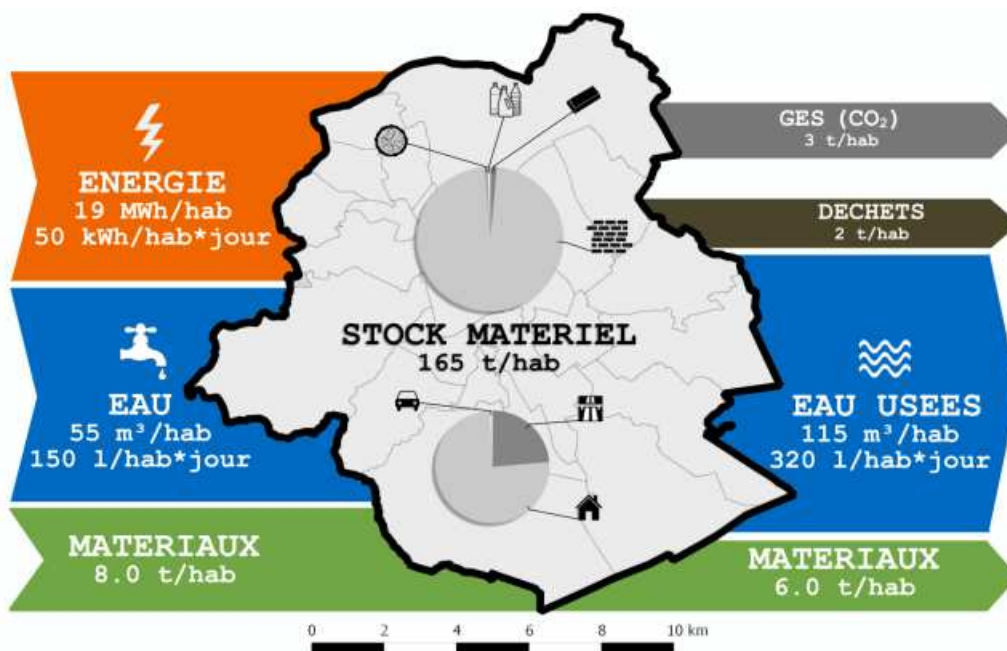 ENERGIE
19 MWh/hab
50 kWh/hab*jour
EAU
55 m³/hab
150 l/hab*jour
MATERIAUX
8.0 t/hab
STOCK MATERIEL
165 t/hab
GES (CO₂)
3 t/hab
DECHETS
2 t/hab
EAU USEES
115 m³/hab
320 l/hab*jour
MATERIAUX
6.0 t/hab
0 2 4 6 8 10 km